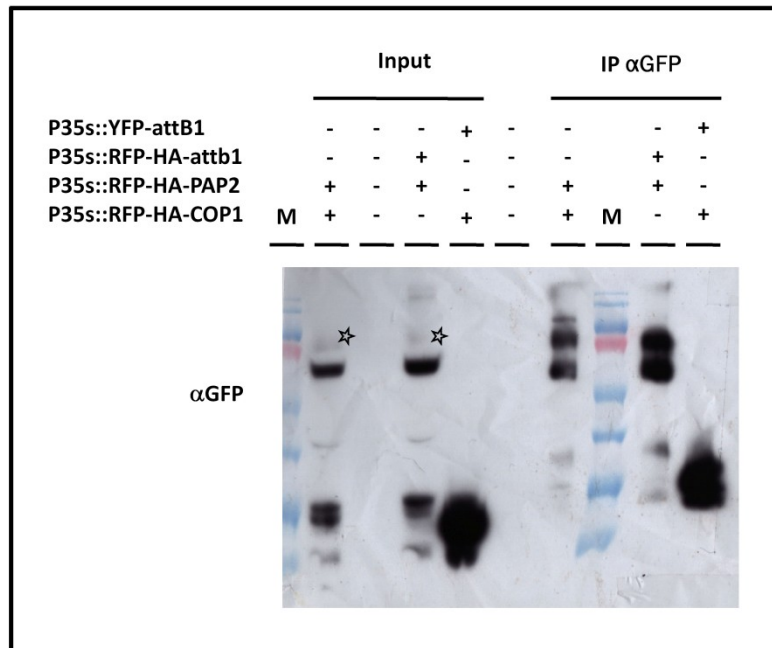 Input IP αGFP
P35s::YFP-attB1 - - - + - - - +
P35s::RFP-HA-attb1 - - + - - - + -
P35s::RFP-HA-PAP2 + - + - - + + -
P35s::RFP-HA-COP1 M + - - + - + M - +
αGFP